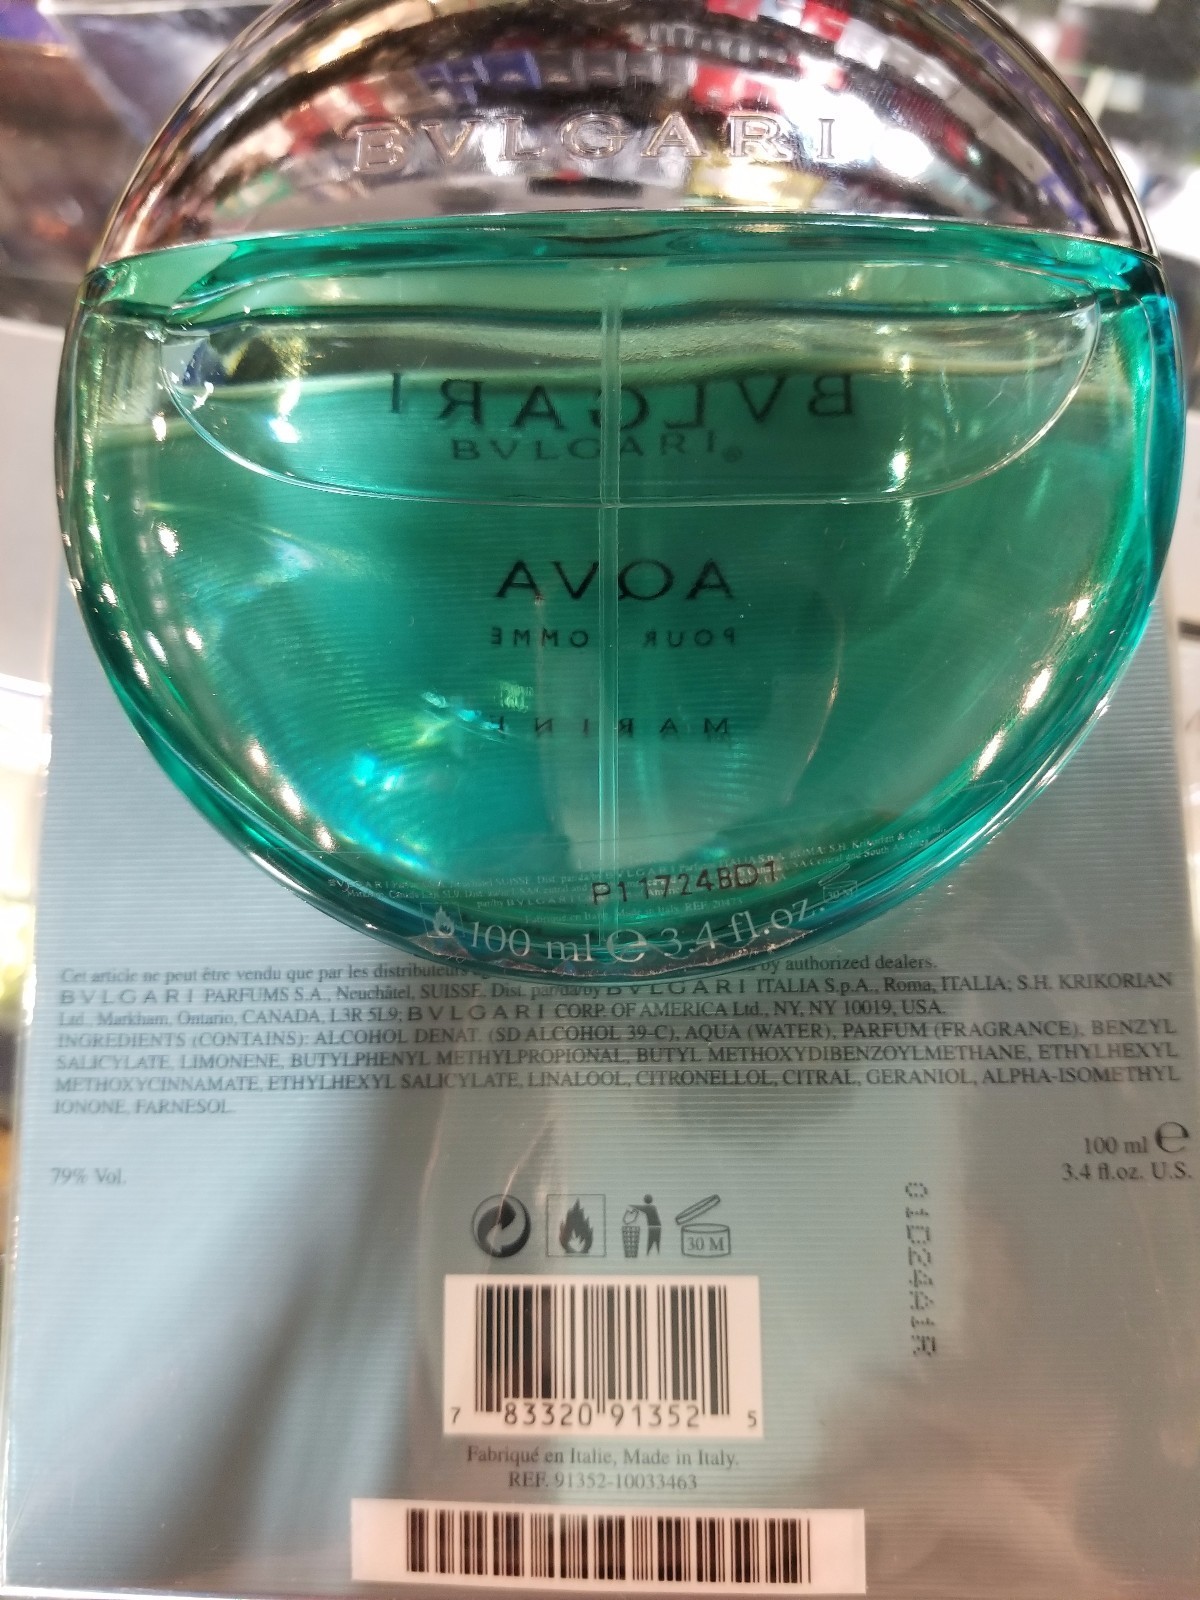 BVLGARI
BVLGARI
BVLGARI®
AQVA
POUR HOMME
MARINE
P11724BD1
30 M
100 ml ℮ 3.4 fl.oz.
Cet article ne peut être vendu que par les distributeurs by authorized dealers.
BVLGARI PARFUMS S.A., Neuchâtel, SUISSE. Dist. par/da/by BVLGARI ITALIA S.p.A., Roma, ITALIA; S.H. KRIKORIAN
Ltd. Markham, Ontario, CANADA, L3R 5L9; BVLGARI CORP. OF AMERICA Ltd., NY, NY 10019, USA.
INGREDIENTS (CONTAINS): ALCOHOL DENAT. (SD ALCOHOL 39-C), AQUA (WATER), PARFUM (FRAGRANCE), BENZYL
SALICYLATE, LIMONENE, BUTYLPHENYL METHYLPROPIONAL, BUTYL METHOXYDIBENZOYLMETHANE, ETHYLHEXYL
METHOXYCINNAMATE, ETHYLHEXYL SALICYLATE, LINALOOL, CITRONELLOL, CITRAL, GERANIOL, ALPHA-ISOMETHYL
IONONE, FARNESOL.
100 ml ℮
79% Vol.
3.4 fl.oz. U.S.
30 M
01D24A41R
7 83320 91352 5
Fabriqué en Italie, Made in Italy.
REF. 91352-10033463